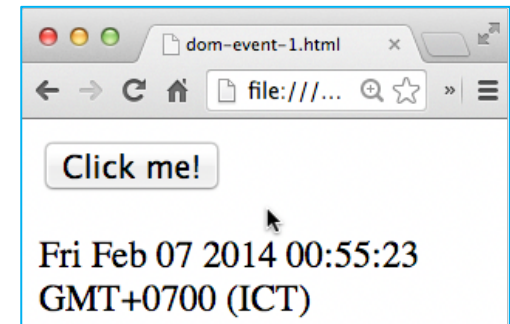 dom-event-1.html
file:///...
Click me!
Fri Feb 07 2014 00:55:23
GMT+0700 (ICT)